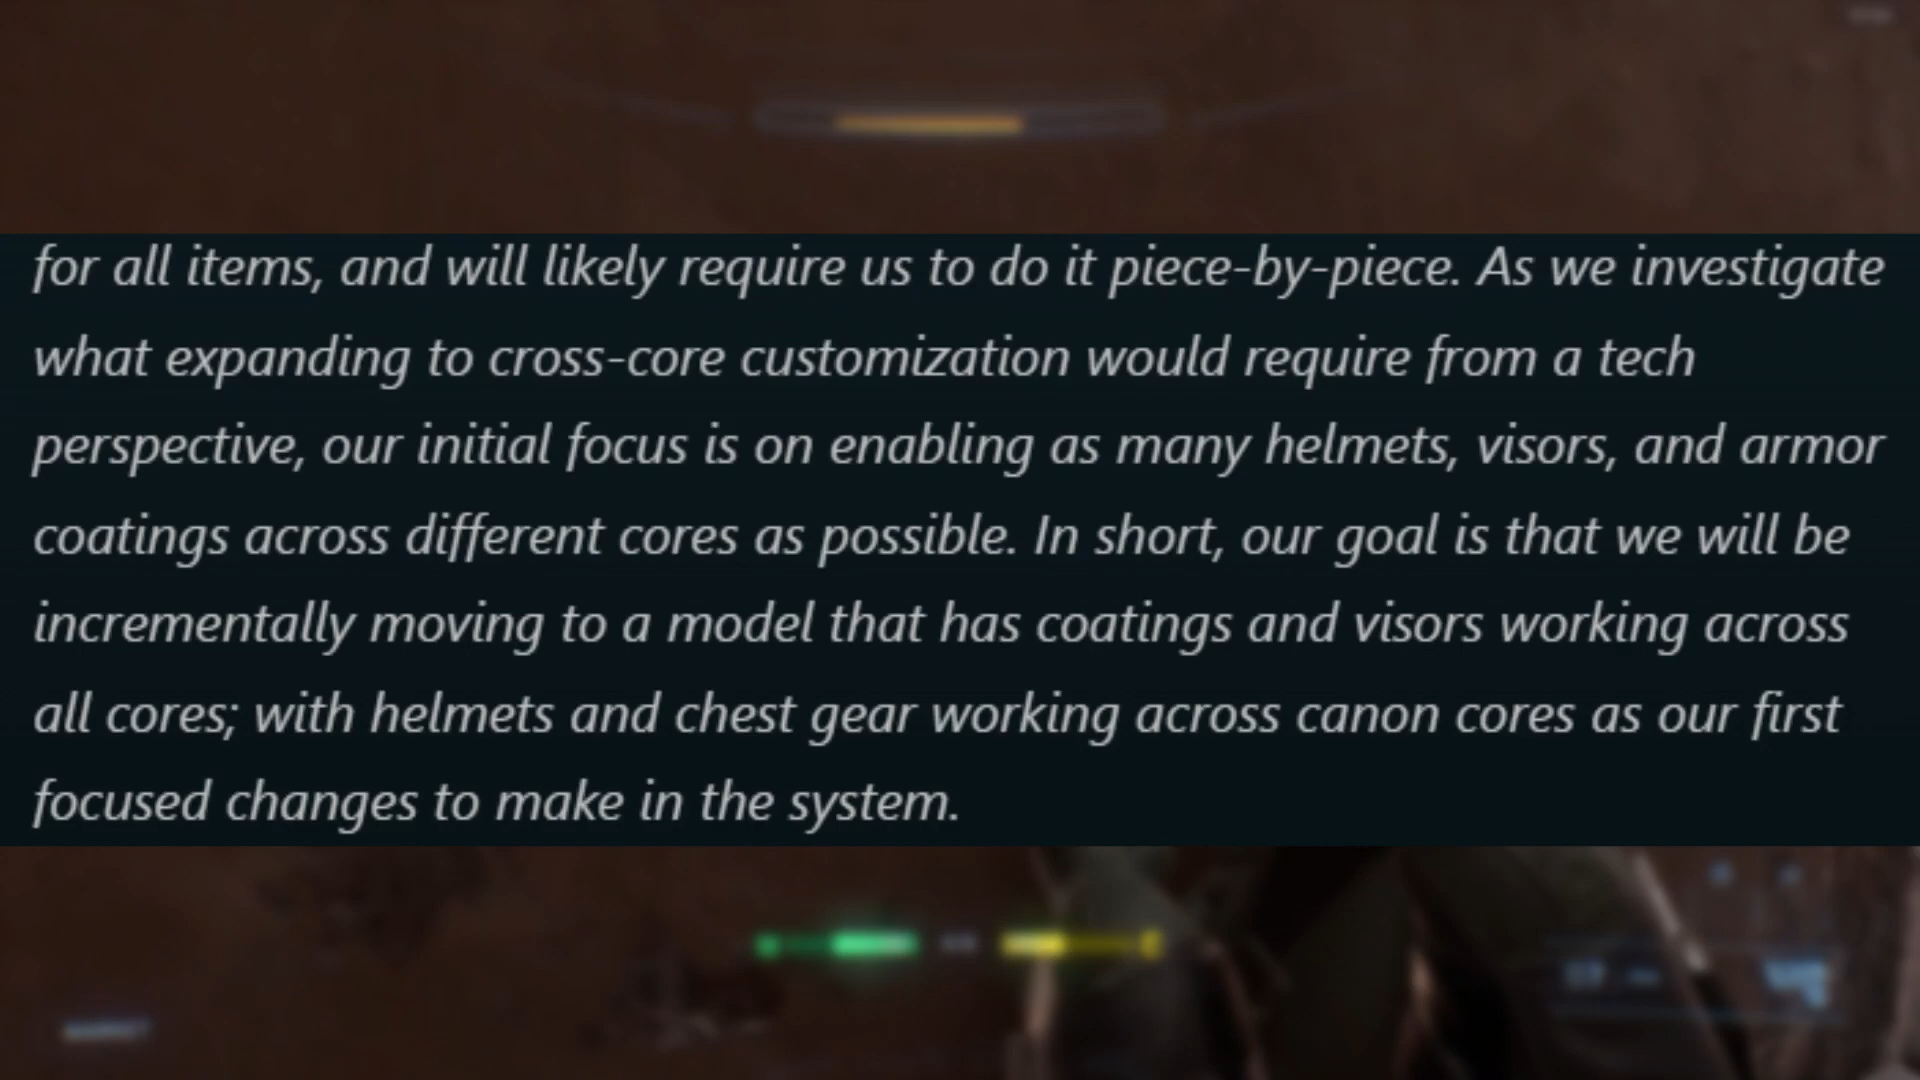 for all items, and will likely require us to do it piece-by-piece. As we investigate
what expanding to cross-core customization would require from a tech
perspective, our initial focus is on enabling as many helmets, visors, and armor
coatings across different cores as possible. In short, our goal is that we will be
incrementally moving to a model that has coatings and visors working across
all cores; with helmets and chest gear working across canon cores as our first
focused changes to make in the system.